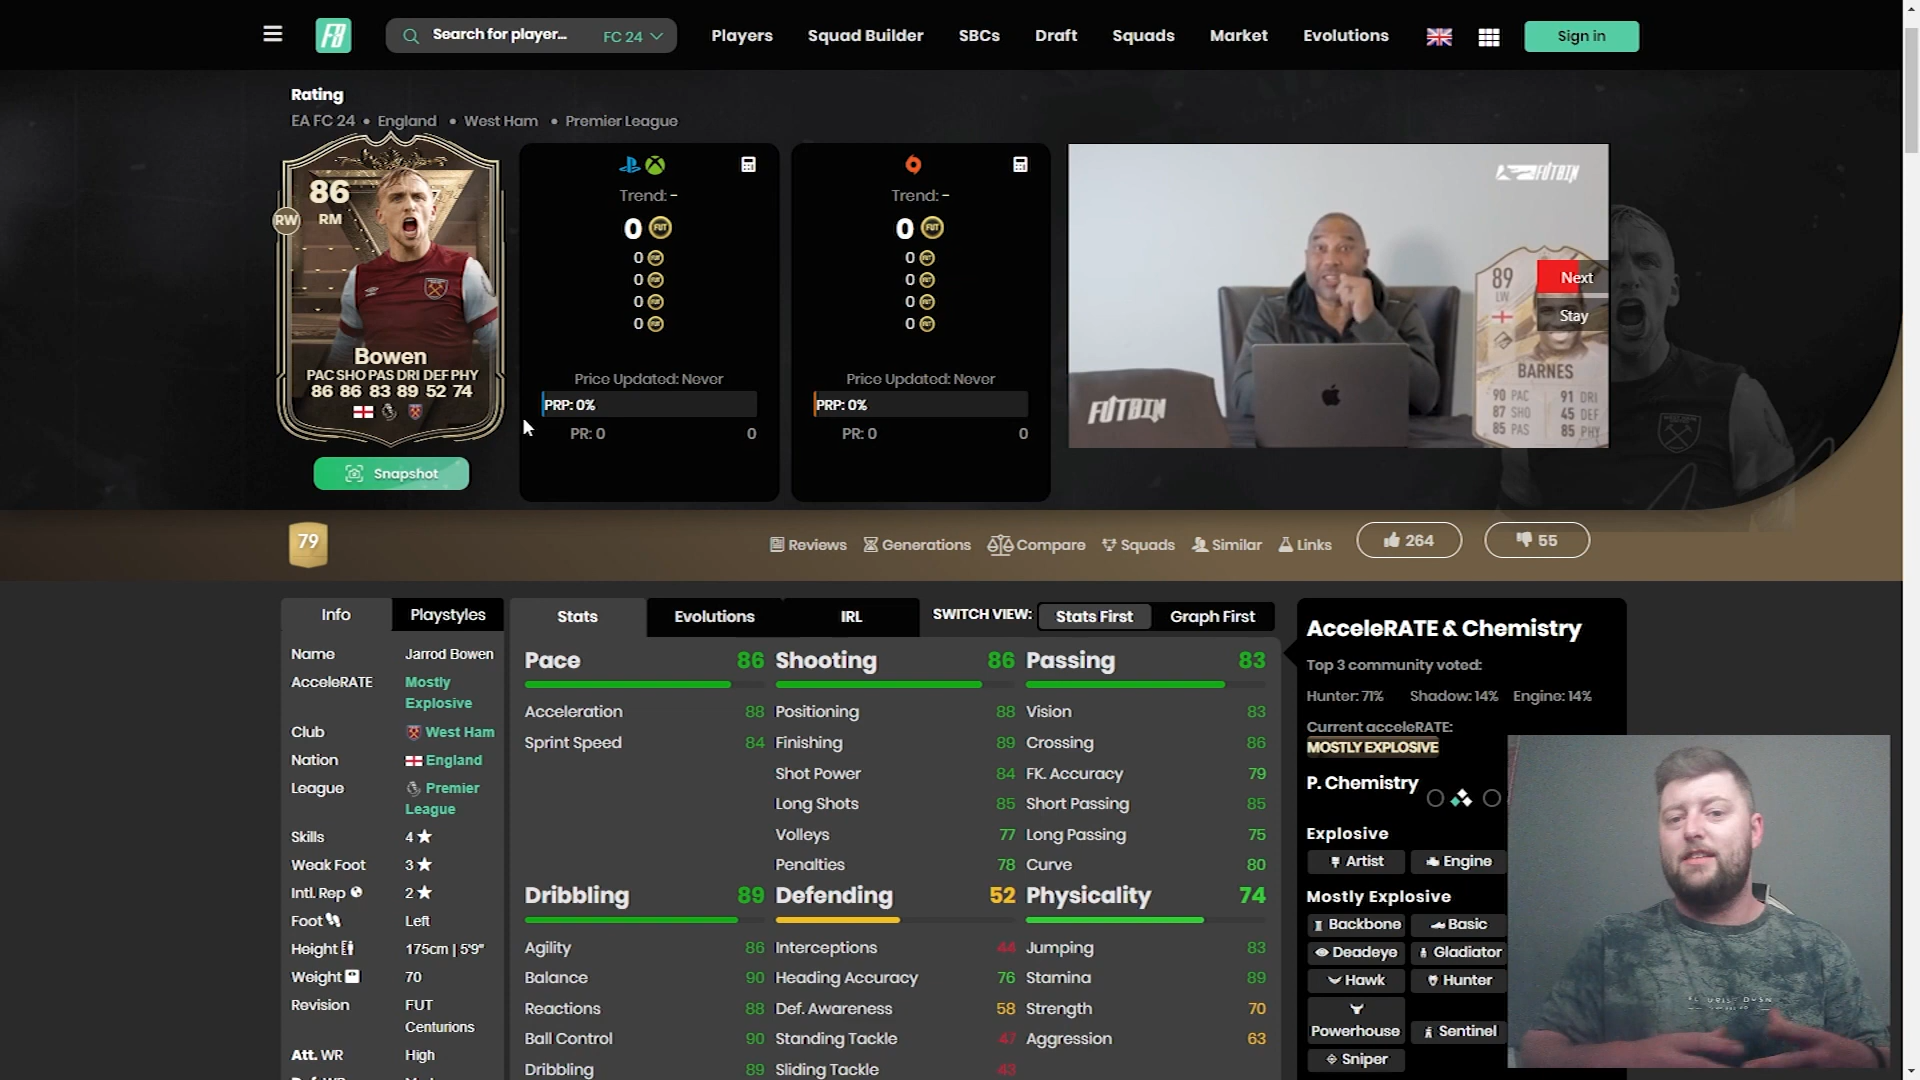 FB Search for player... FC 24 Players Squad Builder SBCs Draft Squads Market Evolutions Sign in
Rating
EA FC 24 • England • West Ham • Premier League
86
RM
RW
Bowen
PAC SHO PAS DRI DEF PHY
86 86 83 89 52 74
Snapshot
Trend: -
0 FUT
0
0
0
0
Price Updated: Never
PRP: 0%
PR: 0 0
Trend: -
0 FUT
0
0
0
0
Price Updated: Never
PRP: 0%
PR: 0 0
FUTBIN
FUTBIN
89
LW
BARNES
90 PAC 91 DRI
87 SHO 45 DEF
85 PAS 85 PHY
Next
Stay
79
Reviews Generations Compare Squads Similar Links 264 55
Info Playstyles
Name Jarrod Bowen
AcceleRATE Mostly
Explosive
Club West Ham
Nation England
League Premier
League
Skills 4
Weak Foot 3
Intl. Rep 2
Foot Left
Height 175cm | 5'9"
Weight 70
Revision FUT
Centurions
Att. WR High
Stats Evolutions IRL SWITCH VIEW: Stats First Graph First
Pace 86
Acceleration 88
Sprint Speed 84
Shooting 86
Positioning 88
Finishing 89
Shot Power 84
Long Shots 85
Volleys 77
Penalties 78
Passing 83
Vision 83
Crossing 86
FK. Accuracy 79
Short Passing 85
Long Passing 75
Curve 80
Dribbling 89
Agility 86
Balance 90
Reactions 88
Ball Control 90
Dribbling 89
Defending 52
Interceptions 44
Heading Accuracy 76
Def. Awareness 58
Standing Tackle 47
Sliding Tackle 43
Physicality 74
Jumping 83
Stamina 89
Strength 70
Aggression 63
AcceleRATE & Chemistry
Top 3 community voted:
Hunter: 71% Shadow: 14% Engine: 14%
Current acceleRATE:
MOSTLY EXPLOSIVE
P. Chemistry
Explosive
Artist Engine
Mostly Explosive
Backbone Basic
Deadeye Gladiator
Hawk Hunter
Powerhouse Sentinel
Sniper